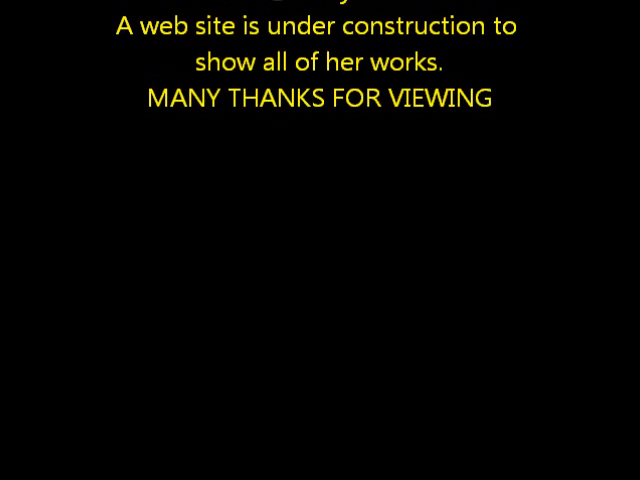 A web site is under construction to
show all of her works.
MANY THANKS FOR VIEWING